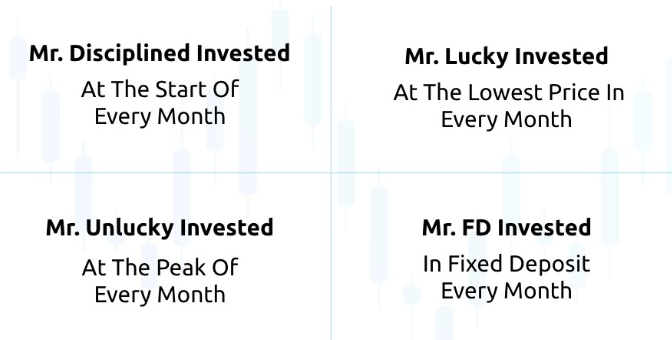 Mr. Disciplined Invested
At The Start Of
Every Month
Mr. Lucky Invested
At The Lowest Price In
Every Month
Mr. Unlucky Invested
At The Peak Of
Every Month
Mr. FD Invested
In Fixed Deposit
Every Month